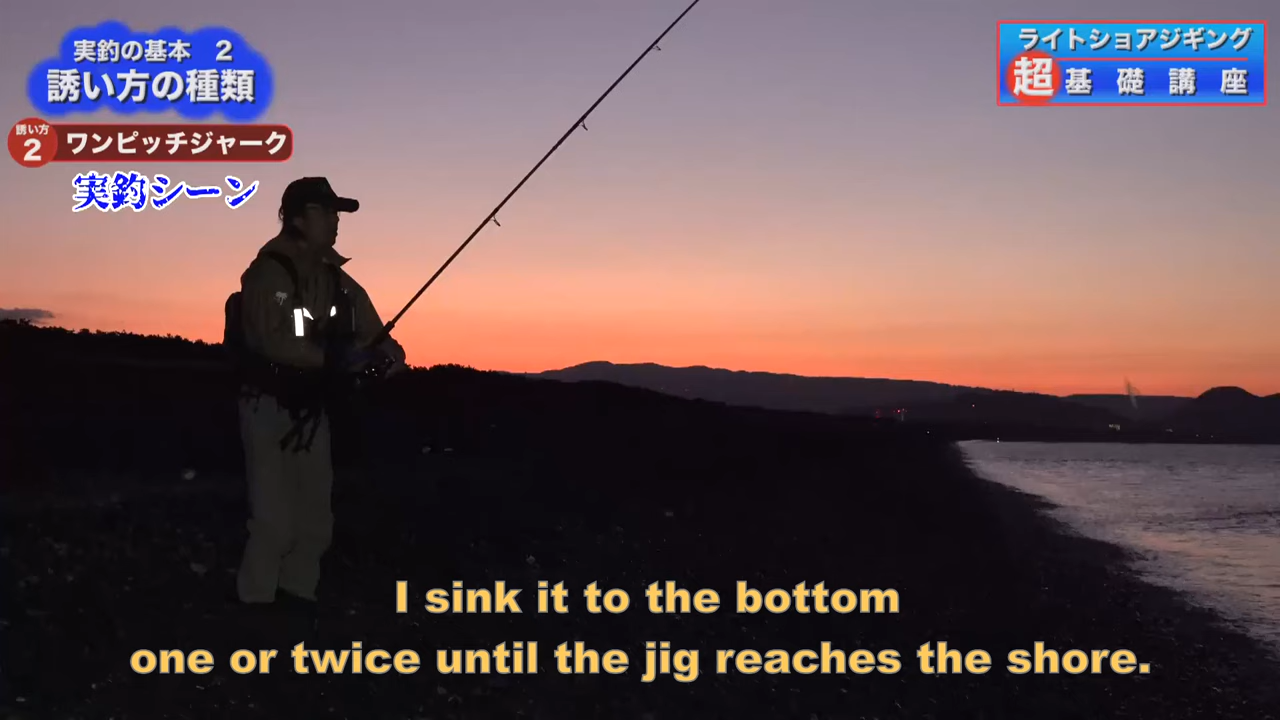 実釣の基本 2
誘い方の種類
誘い方
2 ワンピッチジャーク
実釣シーン
ライトショアジギング
超基礎講座
I sink it to the bottom
one or twice until the jig reaches the shore.